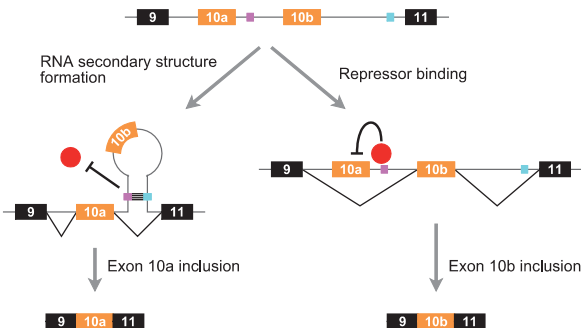 9 10a 10b 11
RNA secondary structure
formation
Repressor binding
10b
9 10a 11
9 10a 10b 11
Exon 10a inclusion
Exon 10b inclusion
9 10a 11
9 10b 11